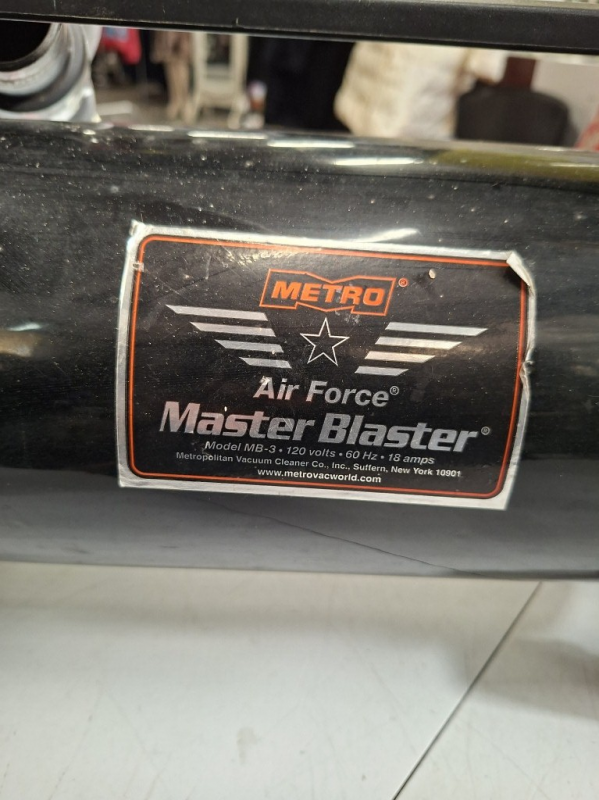 METRO®
Air Force®
Master Blaster®
Model MB-3 • 120 volts • 60 Hz • 18 amps
Metropolitan Vacuum Cleaner Co., Inc., Suffern, New York 10901
www.metrovacworld.com